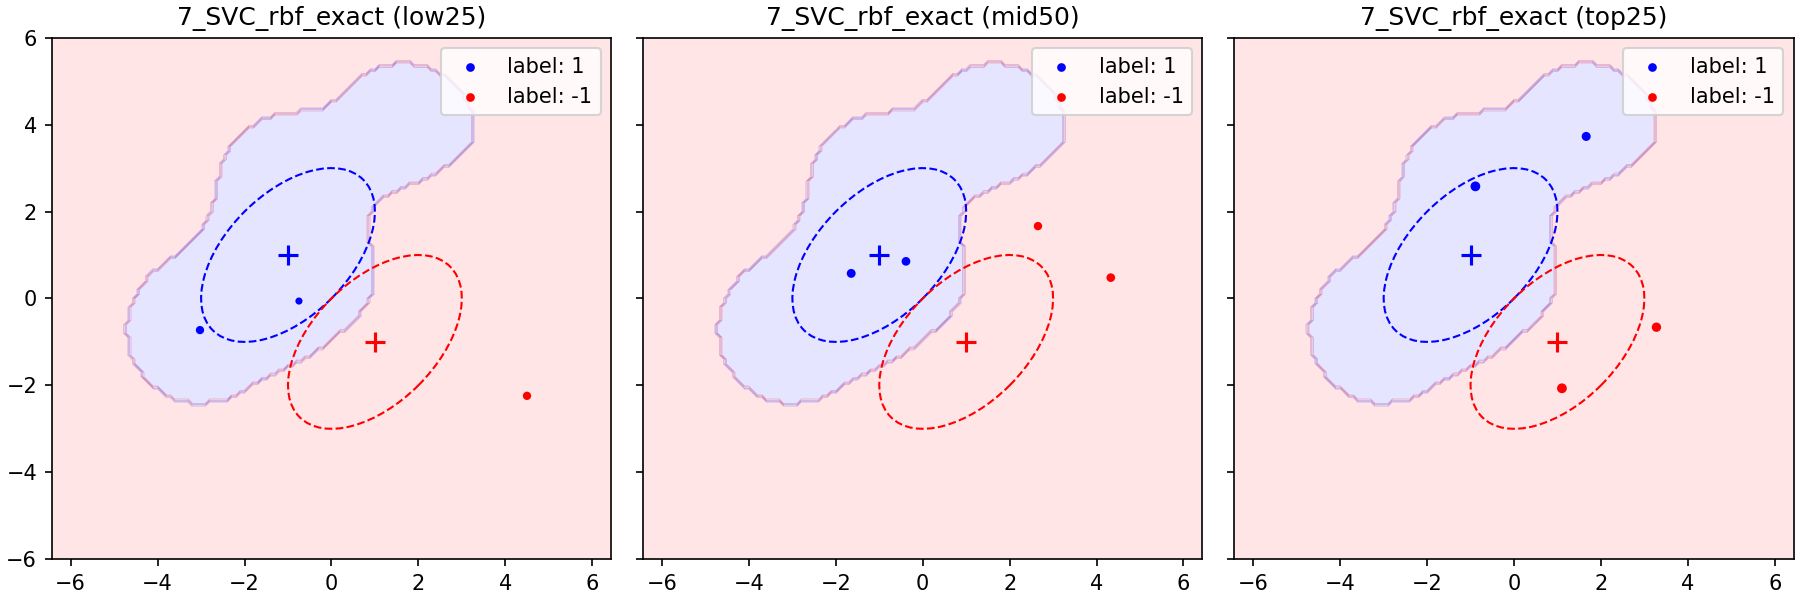 7_SVC_rbf_exact (low25)
label: 1
label: -1
6
4
2
0
−2
−4
−6
−6 −4 −2 0 2 4 6
7_SVC_rbf_exact (mid50)
label: 1
label: -1
−6 −4 −2 0 2 4 6
7_SVC_rbf_exact (top25)
label: 1
label: -1
−6 −4 −2 0 2 4 6